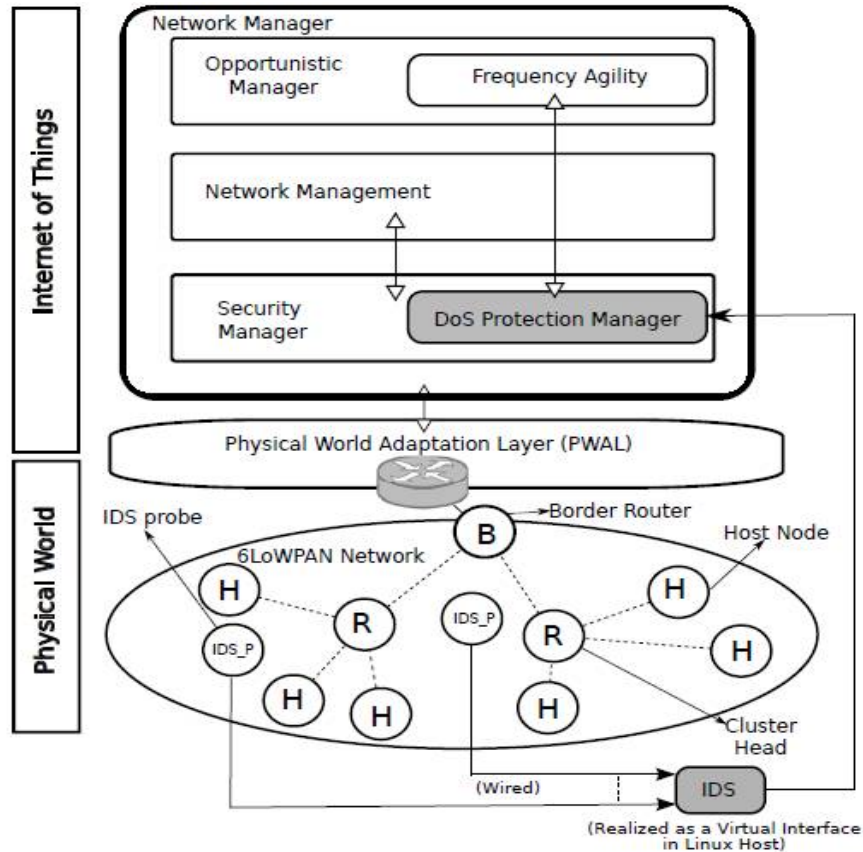 Network Manager
Opportunistic
Manager
Frequency Agility
Network Management
Security
Manager
DoS Protection Manager
Internet of Things
Physical World Adaptation Layer (PWAL)
Physical World
IDS probe
Border Router
B
6LoWPAN Network
Host Node
H
H
R
IDS_P
R
IDS_P
H
H
H
H
Cluster
Head
(Wired)
IDS
(Realized as a Virtual Interface
in Linux Host)